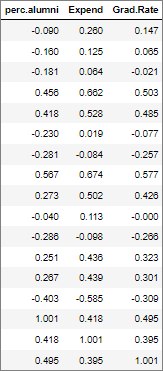 perc.alumni Expend Grad.Rate
-0.090 0.260 0.147
-0.160 0.125 0.065
-0.181 0.064 -0.021
0.456 0.662 0.503
0.418 0.528 0.485
-0.230 0.019 -0.077
-0.281 -0.084 -0.257
0.567 0.674 0.577
0.273 0.502 0.426
-0.040 0.113 -0.000
-0.286 -0.098 -0.266
0.251 0.436 0.323
0.267 0.439 0.301
-0.403 -0.585 -0.309
1.001 0.418 0.495
0.418 1.001 0.395
0.495 0.395 1.001